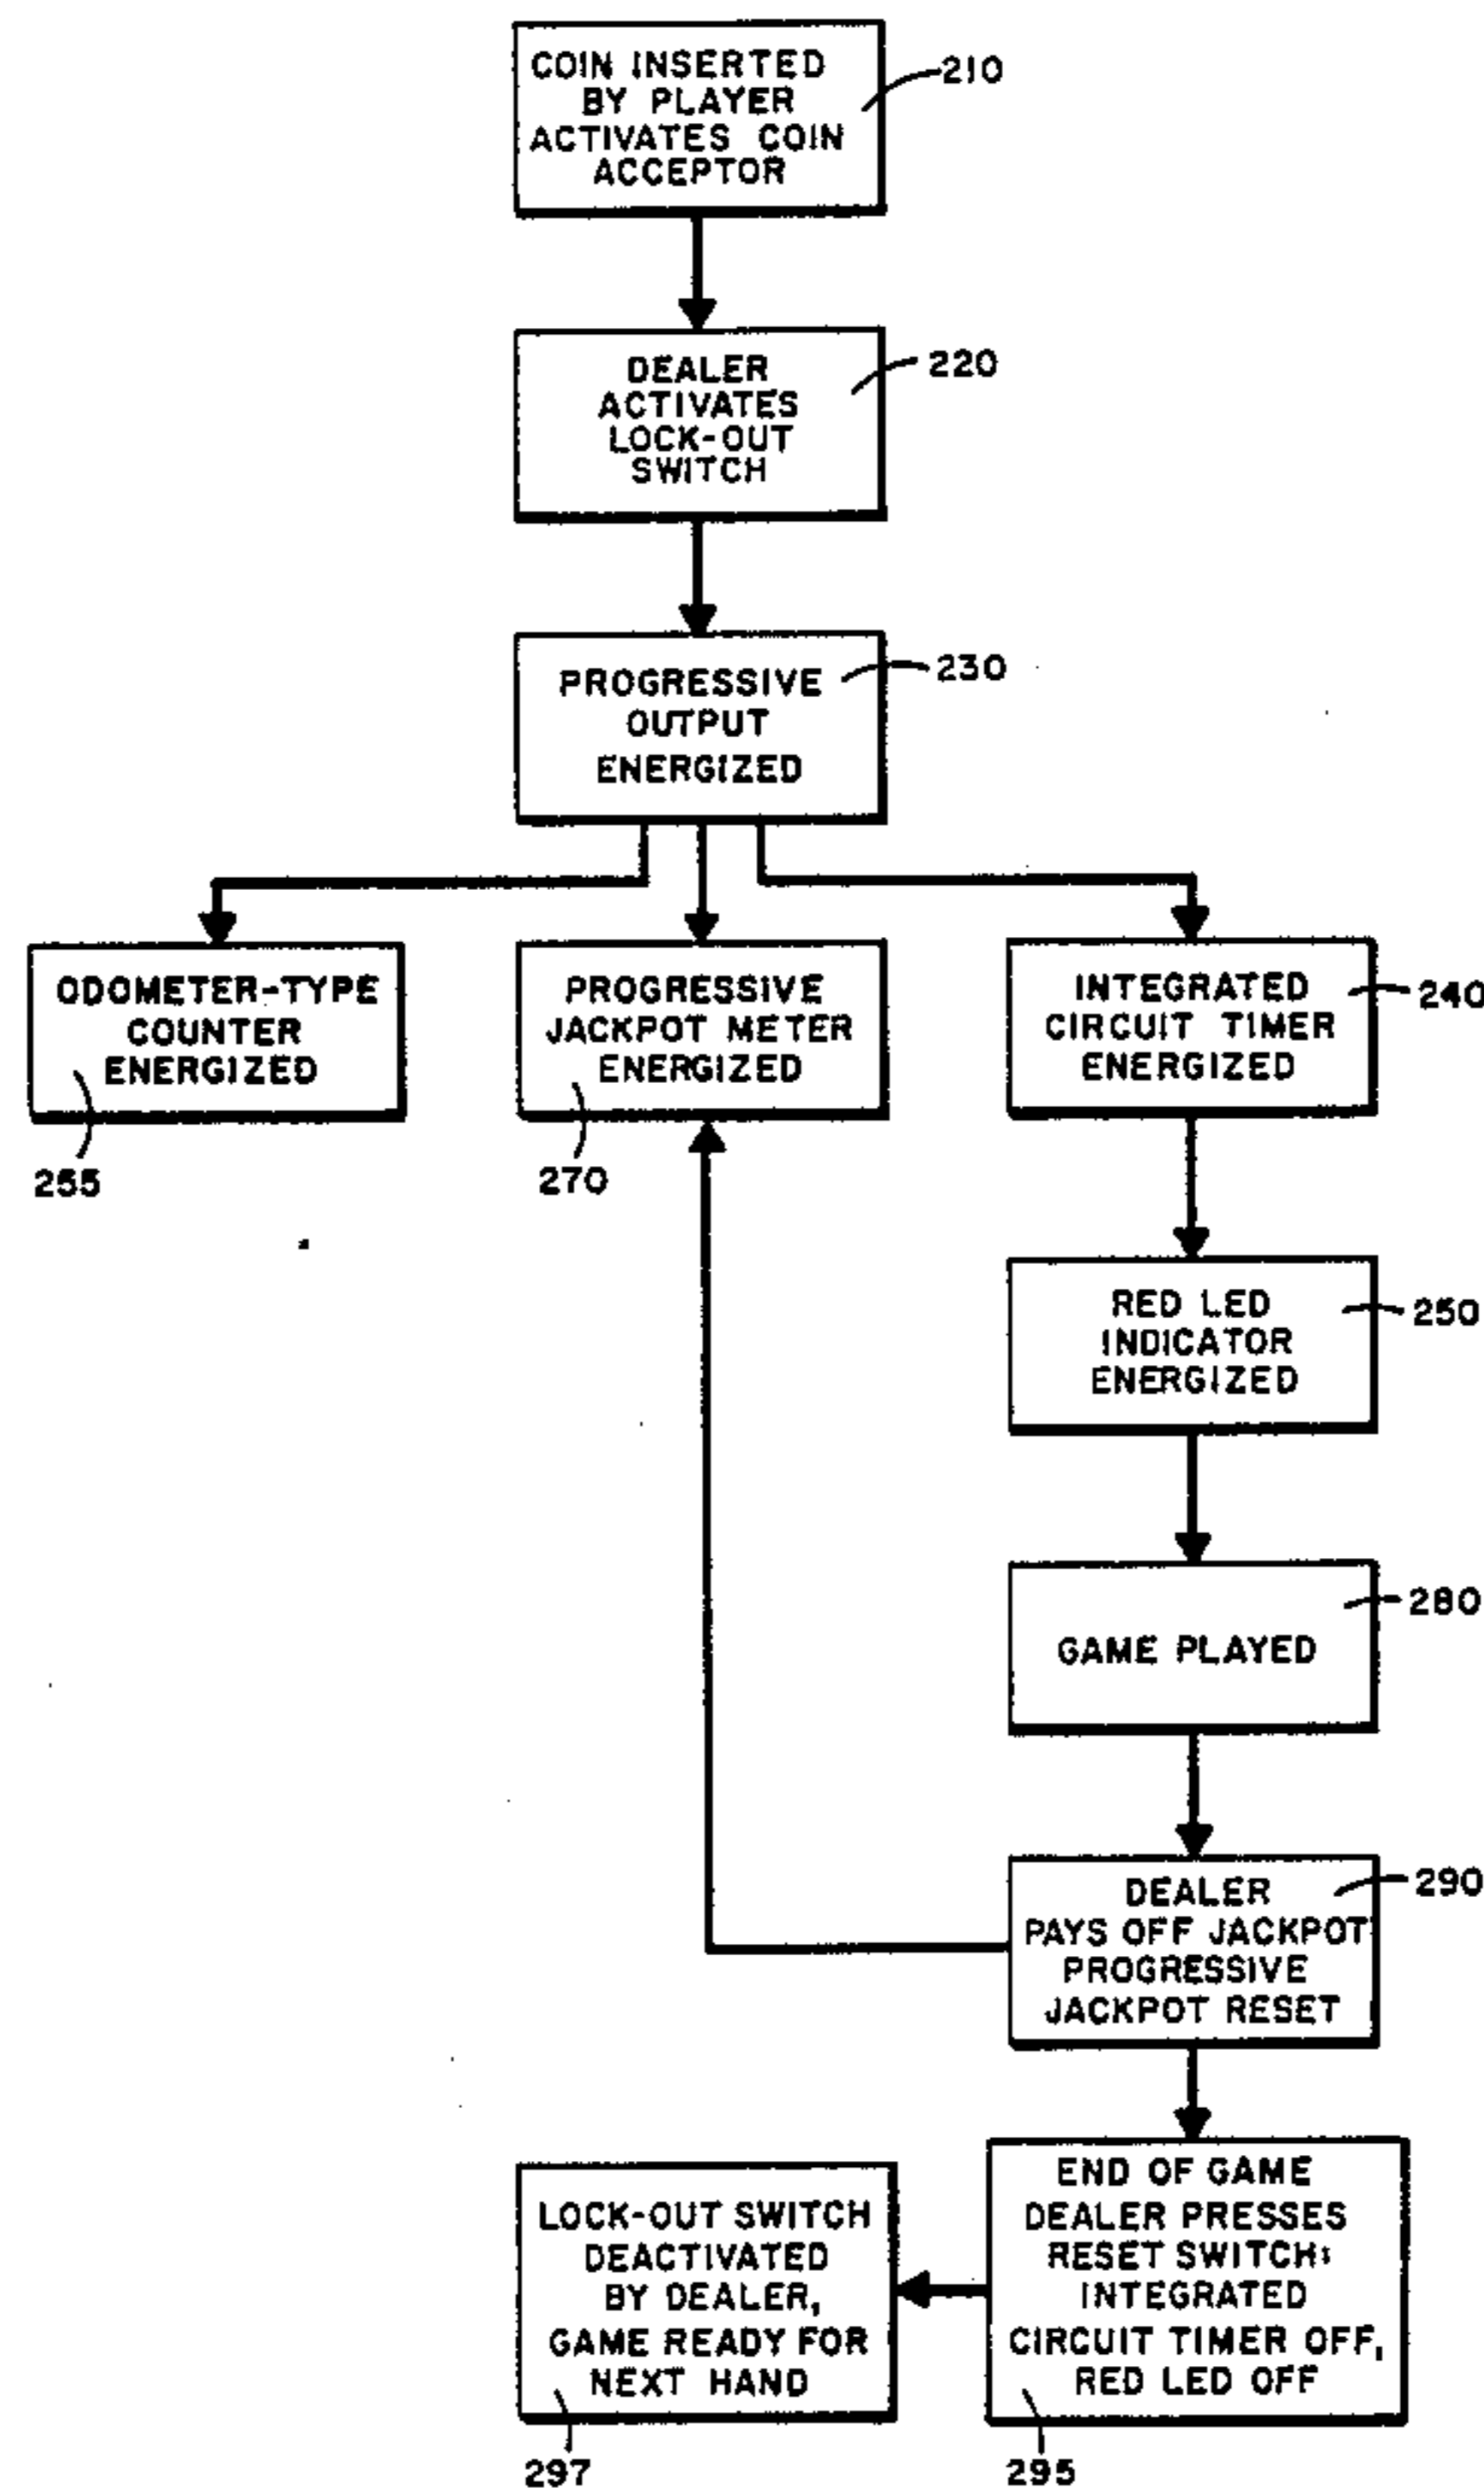 COIN INSERTED
BY PLAYER
ACTIVATES COIN
ACCEPTOR
210
DEALER
ACTIVATES
LOCK-OUT
SWITCH
220
PROGRESSIVE
OUTPUT
ENERGIZED
230
ODOMETER-TYPE
COUNTER
ENERGIZED
255
PROGRESSIVE
JACKPOT METER
ENERGIZED
270
INTEGRATED
CIRCUIT TIMER
ENERGIZED
240
RED LED
INDICATOR
ENERGIZED
250
GAME PLAYED
280
DEALER
PAYS OFF JACKPOT
PROGRESSIVE
JACKPOT RESET
290
END OF GAME
DEALER PRESSES
RESET SWITCH:
INTEGRATED
CIRCUIT TIMER OFF,
RED LED OFF
295
LOCK-OUT SWITCH
DEACTIVATED
BY DEALER,
GAME READY FOR
NEXT HAND
297